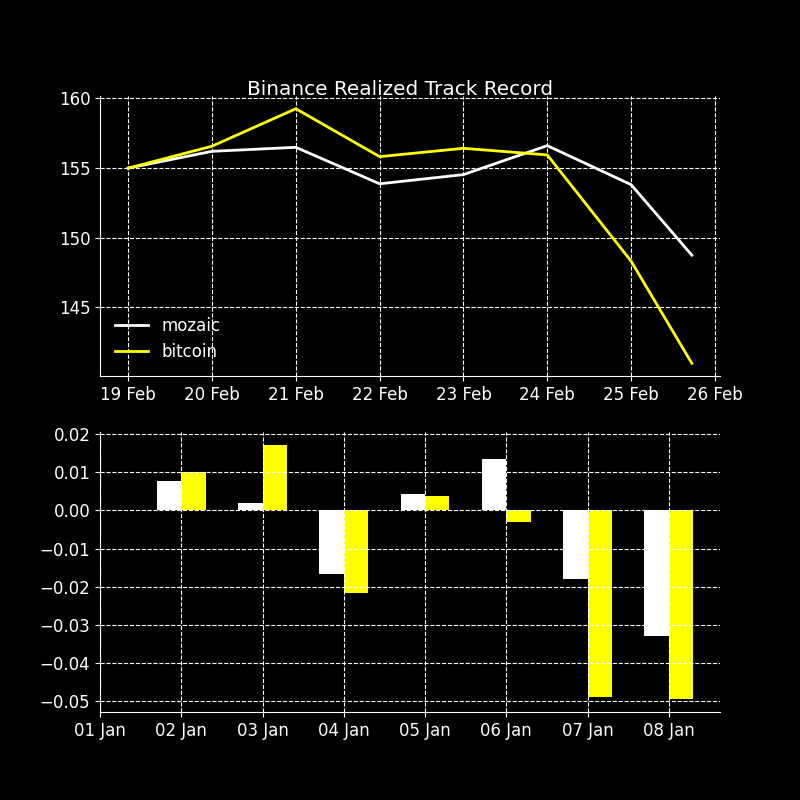 Binance Realized Track Record
160
155
150
145
mozaic
bitcoin
19 Feb 20 Feb 21 Feb 22 Feb 23 Feb 24 Feb 25 Feb 26 Feb
0.02
0.01
0.00
−0.01
−0.02
−0.03
−0.04
−0.05
01 Jan 02 Jan 03 Jan 04 Jan 05 Jan 06 Jan 07 Jan 08 Jan